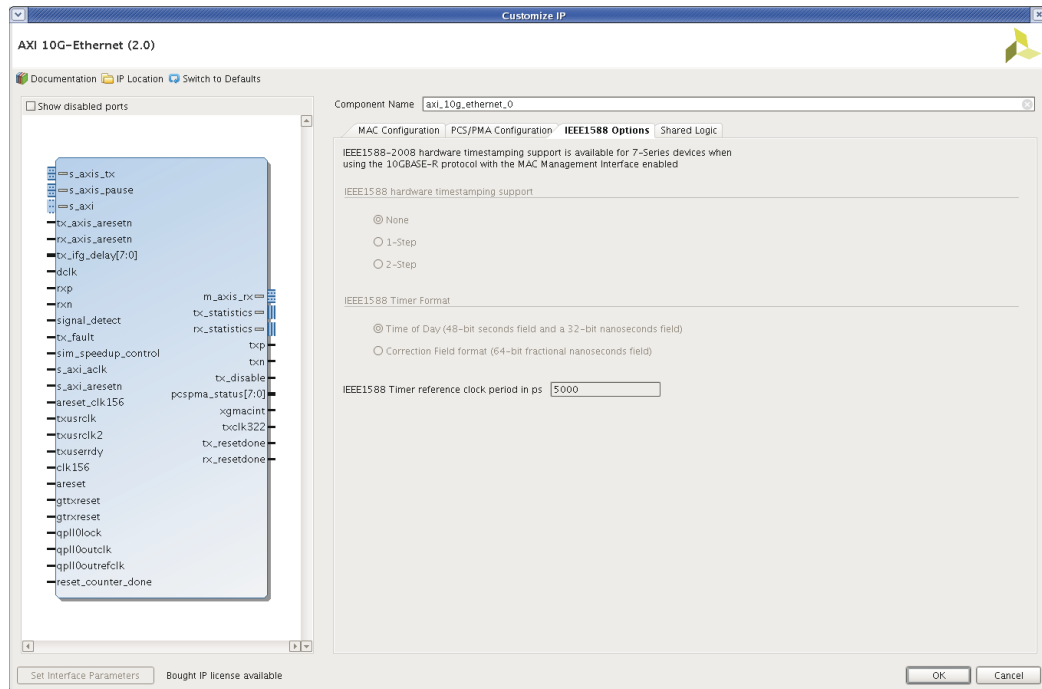 Customize IP
AXI 10G-Ethernet (2.0)
Documentation IP Location Switch to Defaults
Show disabled ports
s_axis_tx
s_axis_pause
s_axi
tx_axis_aresetn
rx_axis_aresetn
tx_ifg_delay[7:0]
dclk
rxp
rxn
signal_detect
tx_fault
sim_speedup_control
s_axi_aclk
s_axi_aresetn
areset_clk156
txusrclk
txusrclk2
txuserrdy
clk156
areset
gttxreset
gtrxreset
qpll0lock
qpll0outclk
qpll0outrefclk
reset_counter_done
m_axis_rx
tx_statistics
rx_statistics
txp
txn
tx_disable
pcspma_status[7:0]
xgmacint
txclk322
tx_resetdone
rx_resetdone
Component Name axi_10g_ethernet_0
MAC Configuration PCS/PMA Configuration IEEE1588 Options Shared Logic
IEEE1588-2008 hardware timestamping support is available for 7-Series devices when
using the 10GBASE-R protocol with the MAC Management Interface enabled
IEEE1588 hardware timestamping support
None
1-Step
2-Step
IEEE1588 Timer Format
Time of Day (48-bit seconds field and a 32-bit nanoseconds field)
Correction Field format (64-bit fractional nanoseconds field)
IEEE1588 Timer reference clock period in ps 5000
Set Interface Parameters Bought IP license available
OK Cancel